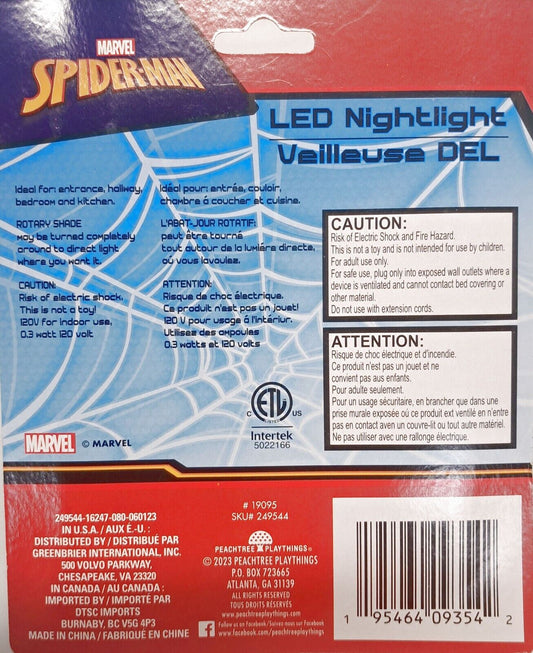 MARVEL
SPIDER-MAN
LED Nightlight
Veilleuse DEL
Ideal for: entrance, hallway,
bedroom and kitchen.
ROTARY SHADE
may be turned completely
around to direct light
where you want it.
CAUTION:
Risk of electric shock.
This is not a toy!
120V for indoor use.
0.3 watt 120 volt
Idéal pour: entrée, couloir,
chambre à coucher et cuisine.
L'ABAT-JOUR ROTATIF:
peut être tourné
tout autour de la lumière directe,
où vous lavoulez.
ATTENTION:
Risque de choc électrique.
Ce produit n'est pas un jouet!
120 V pour usage à l'intérieur.
Utilisez des ampoules
0.3 watts et 120 volts
CAUTION:
Risk of Electric Shock and Fire Hazard.
This is not a toy and is not intended for use by children.
For adult use only.
For safe use, plug only into exposed wall outlets where a
device is ventilated and cannot contact bed covering or
other material.
Do not use with extension cords.
ATTENTION:
Risque de choc électrique et d'incendie.
Ce produit n'est pas un jouet et ne
convient pas aus enfants.
Pour adulte seulement.
Pour un usage sécuritaire, en brancher que dans une
prise murale exposée où ce produit ext ventilé en n'entre
pas en contact aven un couvre-lit ou tout autre matériel.
Ne pas utiliser avec une rallonge électrique.
C ETL US
Intertek
5022166
MARVEL © MARVEL
249544-16247-080-060123
IN U.S.A. / AUX É.-U. :
DISTRIBUTED BY / DISTRIBUÉ PAR
GREENBRIER INTERNATIONAL, INC.
500 VOLVO PARKWAY,
CHESAPEAKE, VA 23320
IN CANADA / AU CANADA :
IMPORTED BY / IMPORTÉ PAR
DTSC IMPORTS
BURNABY, BC V5G 4P3
MADE IN CHINA / FABRIQUÉ EN CHINE
# 19095
SKU# 249544
PEACHTREE PLAYTHINGS®
© 2023 PEACHTREE PLAYTHINGS
P.O. BOX 723665
ATLANTA, GA 31139
ALL RIGHTS RESERVED
TOUS DROITS RÉSERVÉS
Follow us on Facebook/Suivez nous sur Facebook
www.facebook.com/peachtreeplaythings
1 95464 09354 2